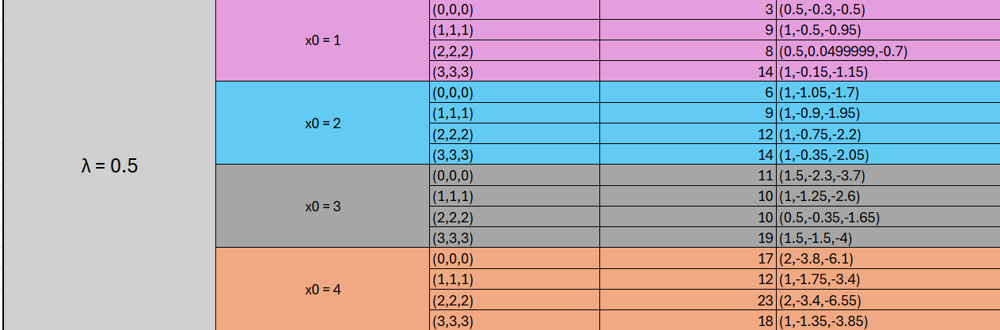 (0,0,0) 3 (0.5,-0.3,-0.5)
x0 = 1
(1,1,1) 9 (1,-0.5,-0.95)
(2,2,2) 8 (0.5,0.0499999,-0.7)
(3,3,3) 14 (1,-0.15,-1.15)
(0,0,0) 6 (1,-1.05,-1.7)
x0 = 2
(1,1,1) 9 (1,-0.9,-1.95)
(2,2,2) 12 (1,-0.75,-2.2)
λ = 0.5
(3,3,3) 14 (1,-0.35,-2.05)
(0,0,0) 11 (1.5,-2.3,-3.7)
x0 = 3
(1,1,1) 10 (1,-1.25,-2.6)
(2,2,2) 10 (0.5,-0.35,-1.65)
(3,3,3) 19 (1.5,-1.5,-4)
(0,0,0) 17 (2,-3.8,-6.1)
x0 = 4
(1,1,1) 12 (1,-1.75,-3.4)
(2,2,2) 23 (2,-3.4,-6.55)
(3,3,3) 18 (1,-1.35,-3.85)